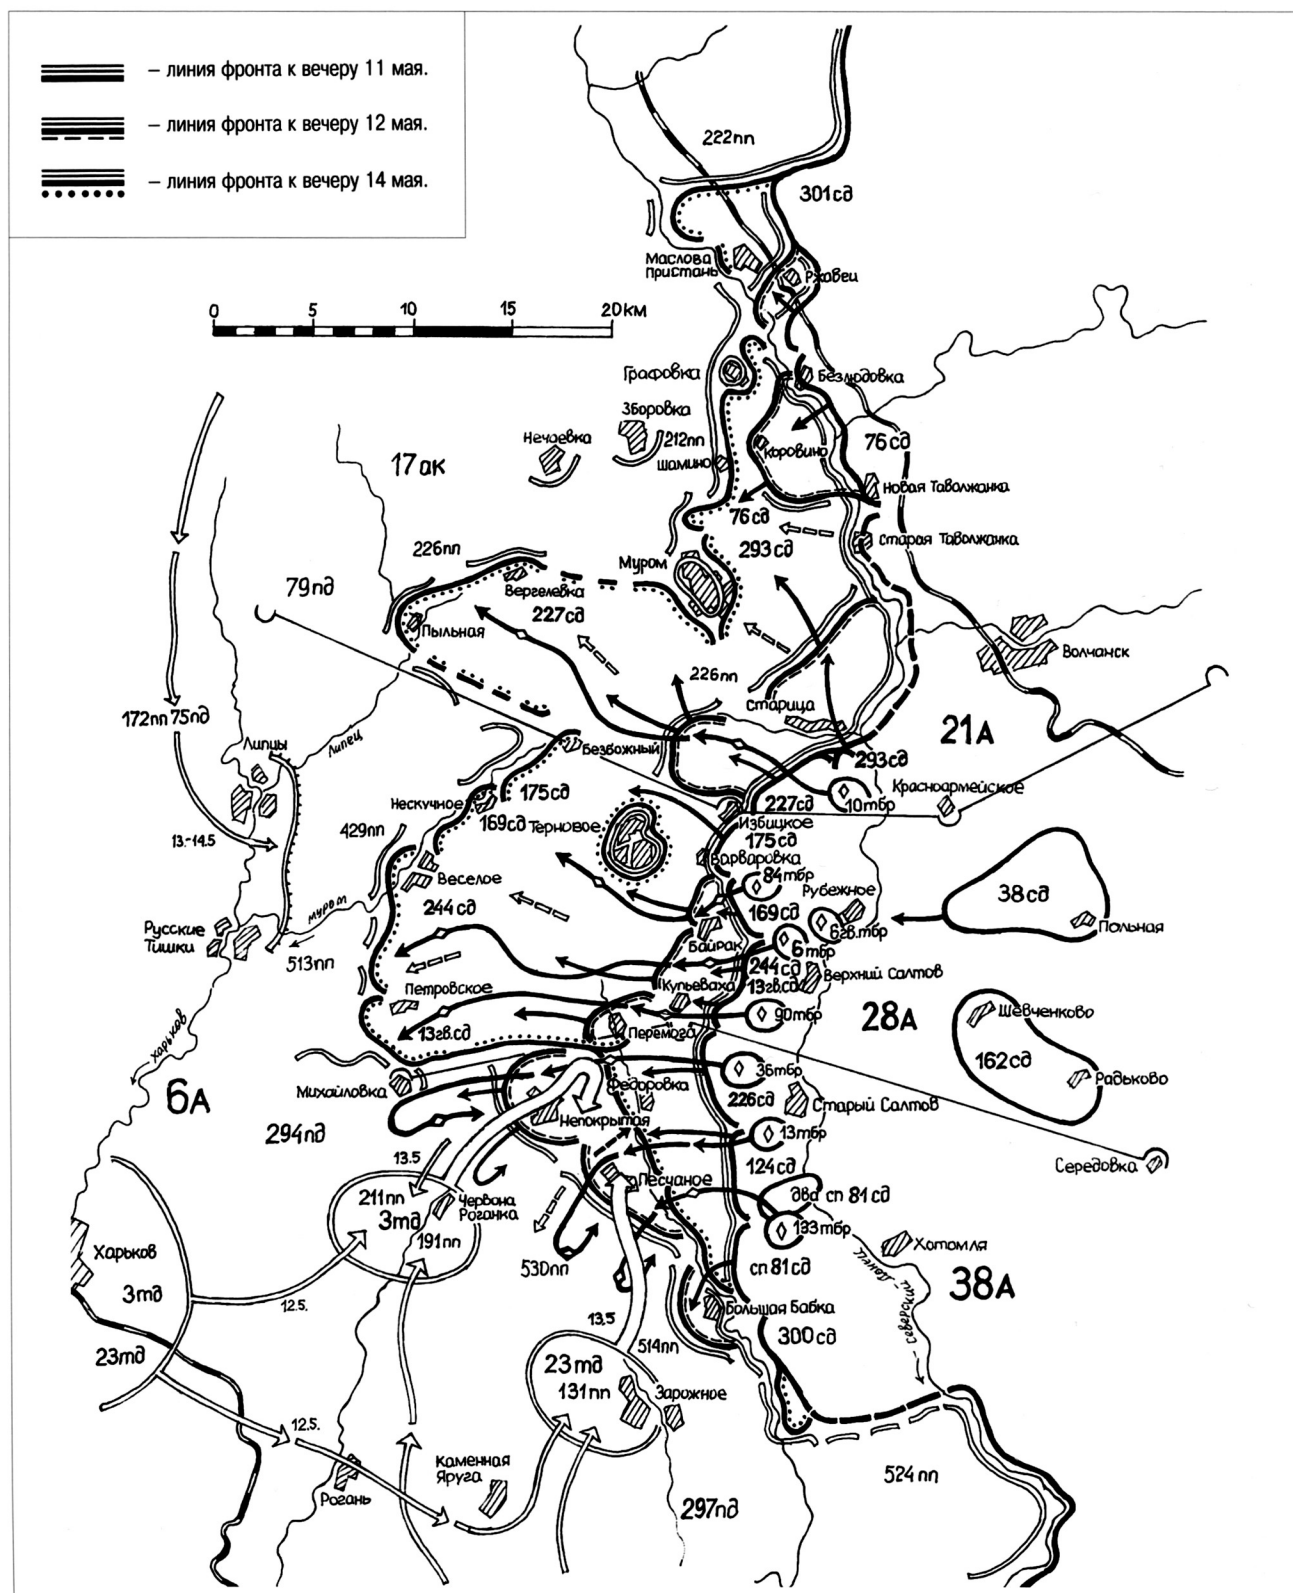 – линия фронта к вечеру 11 мая.
– линия фронта к вечеру 12 мая.
– линия фронта к вечеру 14 мая.
222пп
301сд
Маслова
пристань
Ржавец
0 5 10 15 20 км
Графовка
Безлюдовка
Зборовка
Нечаевка
212пп
Шамино
Коровино
76сд
17ак
Новая Таволжанка
76сд
Старая Таволжанка
293сд
226пп
Муром
79пд
Вергелевка
227сд
Пыльная
Волчанск
226пп
Старица
172пп 75пд
21А
Липцы
Липец
Безбожный
293сд
Красноармейское
175сд
227сд
10тбр
Нескучное
169сд
Терновое
Избицкое
175сд
429пп
13.-14.5
Варваровка
Веселое
84тбр
Рубежное
38сд
244сд
169сд
Муром
6гв.тбр
Польная
Русские
Тишки
Байрак
6тбр
513пп
244сд
Верхний Салтов
Петровское
Купьеваха
13гв.сд
90тбр
28А
Шевченково
13гв.сд
Перемога
Харьков
162сд
36тбр
Радьково
Михайловка
Федоровка
226сд
6А
Старый Салтов
Непокрытая
294пд
13тбр
13.5
124сд
Середовка
211пп
Червона
Роганка
Песчаное
два сп 81сд
3тд
191пп
133тбр
Харьков
Хотомля
530пп
сп 81сд
3тд
12.5.
38А
Северский Донец
Большая Бабка
13.5
300сд
514пп
23тд
23тд
131пп
Зарожное
12.5.
Каменная
Яруга
524пп
Рогань
297пд